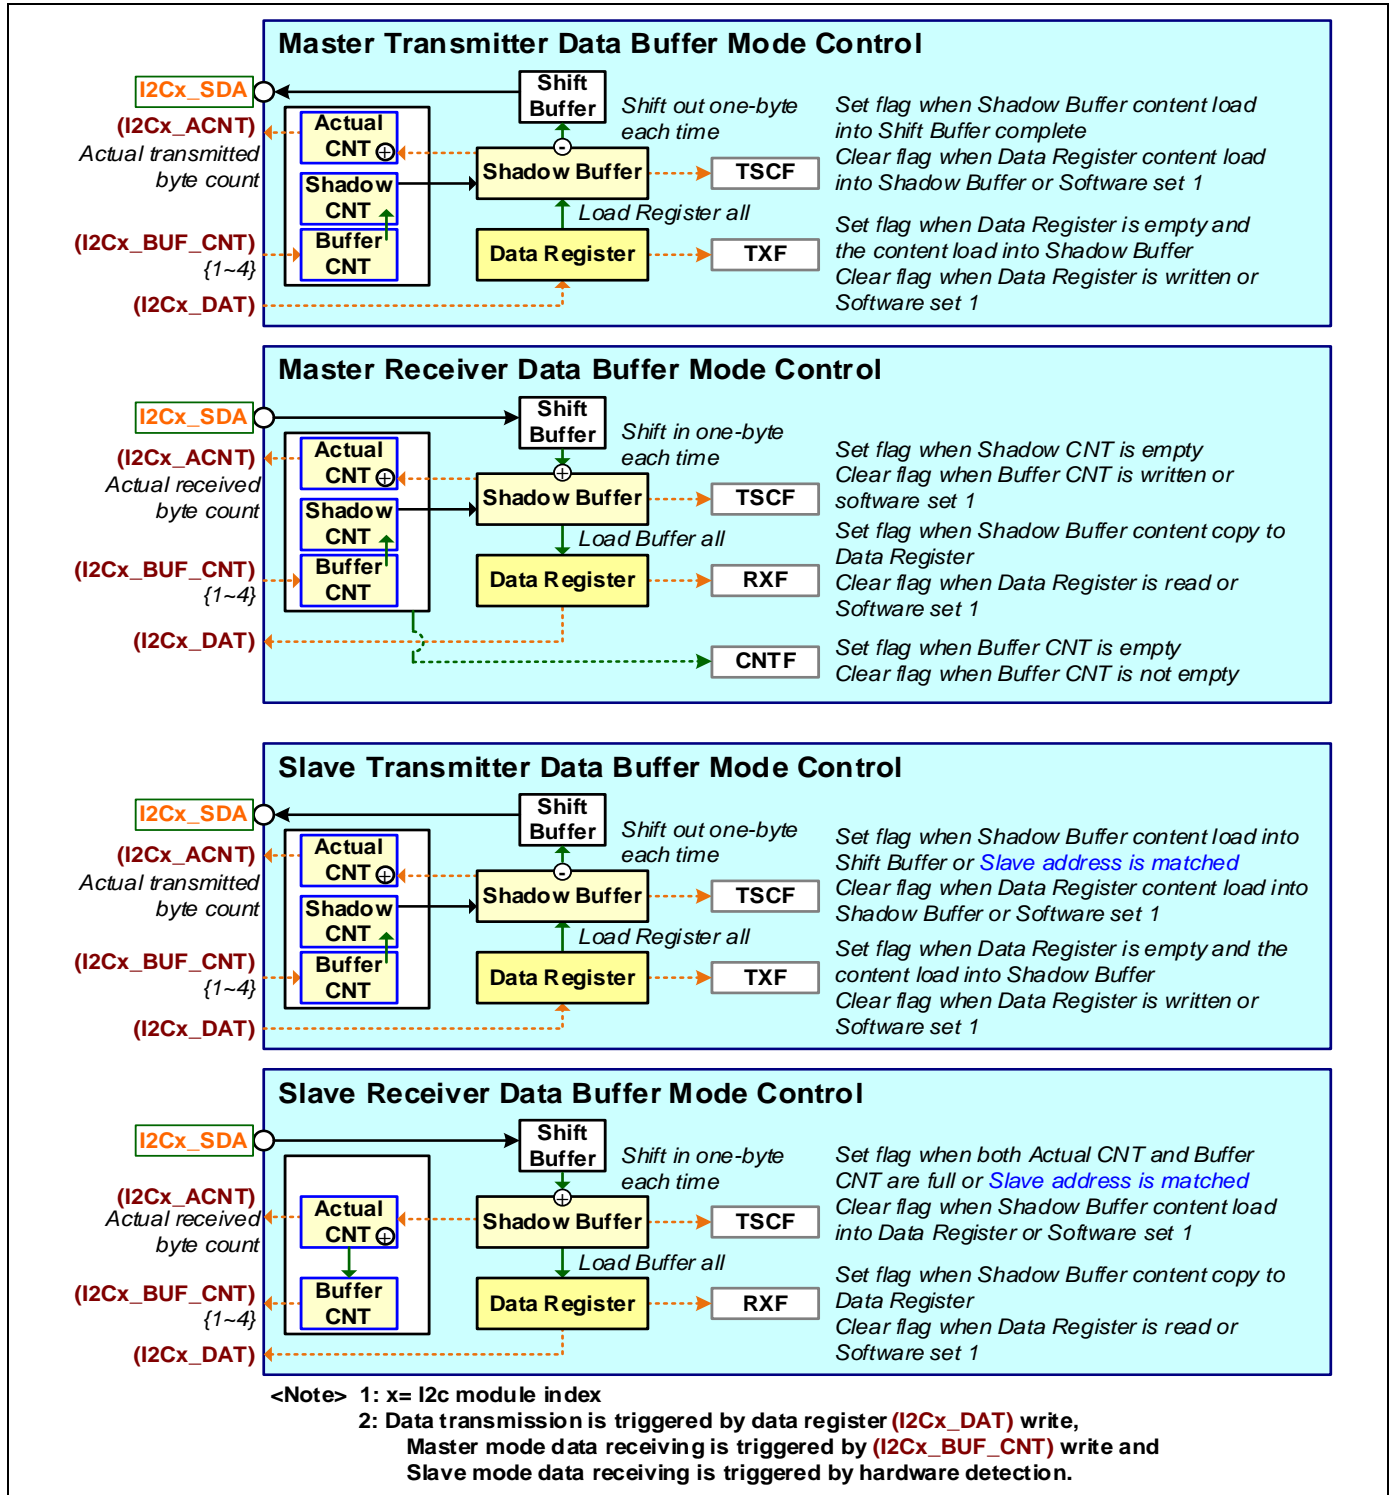 Master Transmitter Data Buffer Mode Control
I2Cx_SDA
Shift
Buffer
Shift out one-byte
each time
Set flag when Shadow Buffer content load
into Shift Buffer complete
Clear flag when Data Register content load
into Shadow Buffer or Software set 1
(I2Cx_ACNT)
Actual transmitted
byte count
Actual
CNT
+
-
Shadow Buffer
TSCF
Shadow
CNT
Load Register all
(I2Cx_BUF_CNT)
{1~4}
Buffer
CNT
Data Register
TXF
Set flag when Data Register is empty and
the content load into Shadow Buffer
Clear flag when Data Register is written or
Software set 1
(I2Cx_DAT)
Master Receiver Data Buffer Mode Control
I2Cx_SDA
Shift
Buffer
Shift in one-byte
each time
Set flag when Shadow CNT is empty
Clear flag when Buffer CNT is written or
software set 1
(I2Cx_ACNT)
Actual received
byte count
Actual
CNT
+
+
Shadow Buffer
TSCF
Shadow
CNT
Load Buffer all
(I2Cx_BUF_CNT)
{1~4}
Buffer
CNT
Data Register
RXF
Set flag when Shadow Buffer content copy to
Data Register
Clear flag when Data Register is read or
Software set 1
(I2Cx_DAT)
CNTF
Set flag when Buffer CNT is empty
Clear flag when Buffer CNT is not empty
Slave Transmitter Data Buffer Mode Control
I2Cx_SDA
Shift
Buffer
Shift out one-byte
each time
Set flag when Shadow Buffer content load into
Shift Buffer or Slave address is matched
Clear flag when Data Register content load into
Shadow Buffer or Software set 1
(I2Cx_ACNT)
Actual transmitted
byte count
Actual
CNT
+
-
Shadow Buffer
TSCF
Shadow
CNT
Load Register all
(I2Cx_BUF_CNT)
{1~4}
Buffer
CNT
Data Register
TXF
Set flag when Data Register is empty and the
content load into Shadow Buffer
Clear flag when Data Register is written or
Software set 1
(I2Cx_DAT)
Slave Receiver Data Buffer Mode Control
I2Cx_SDA
Shift
Buffer
Shift in one-byte
each time
Set flag when both Actual CNT and Buffer
CNT are full or Slave address is matched
Clear flag when Shadow Buffer content load
into Data Register or Software set 1
(I2Cx_ACNT)
Actual received
byte count
Actual
CNT
+
+
Shadow Buffer
TSCF
Load Buffer all
(I2Cx_BUF_CNT)
{1~4}
Buffer
CNT
Data Register
RXF
Set flag when Shadow Buffer content copy to
Data Register
Clear flag when Data Register is read or
Software set 1
(I2Cx_DAT)
<Note> 1: x= I2c module index
2: Data transmission is triggered by data register (I2Cx_DAT) write,
Master mode data receiving is triggered by (I2Cx_BUF_CNT) write and
Slave mode data receiving is triggered by hardware detection.